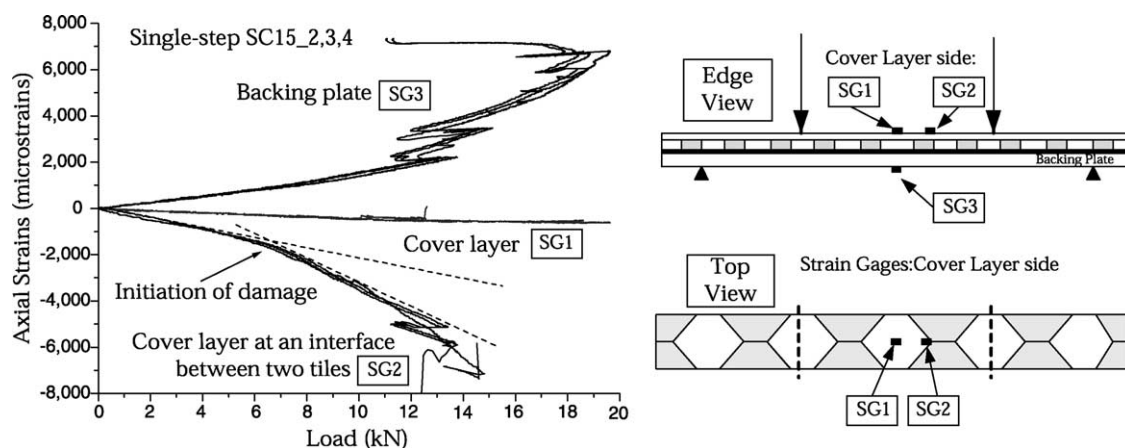 8,000
6,000
4,000
2,000
0
-2,000
-4,000
-6,000
-8,000
Axial Strains (microstrains)
Single-step SC15_2,3,4
Backing plate SG3
Cover layer SG1
Initiation of damage
Cover layer at an interface
between two tiles SG2
0 2 4 6 8 10 12 14 16 18 20
Load (kN)
Edge
View
Cover Layer side:
SG1 SG2
Backing Plate
SG3
Top
View
Strain Gages:Cover Layer side
SG1 SG2